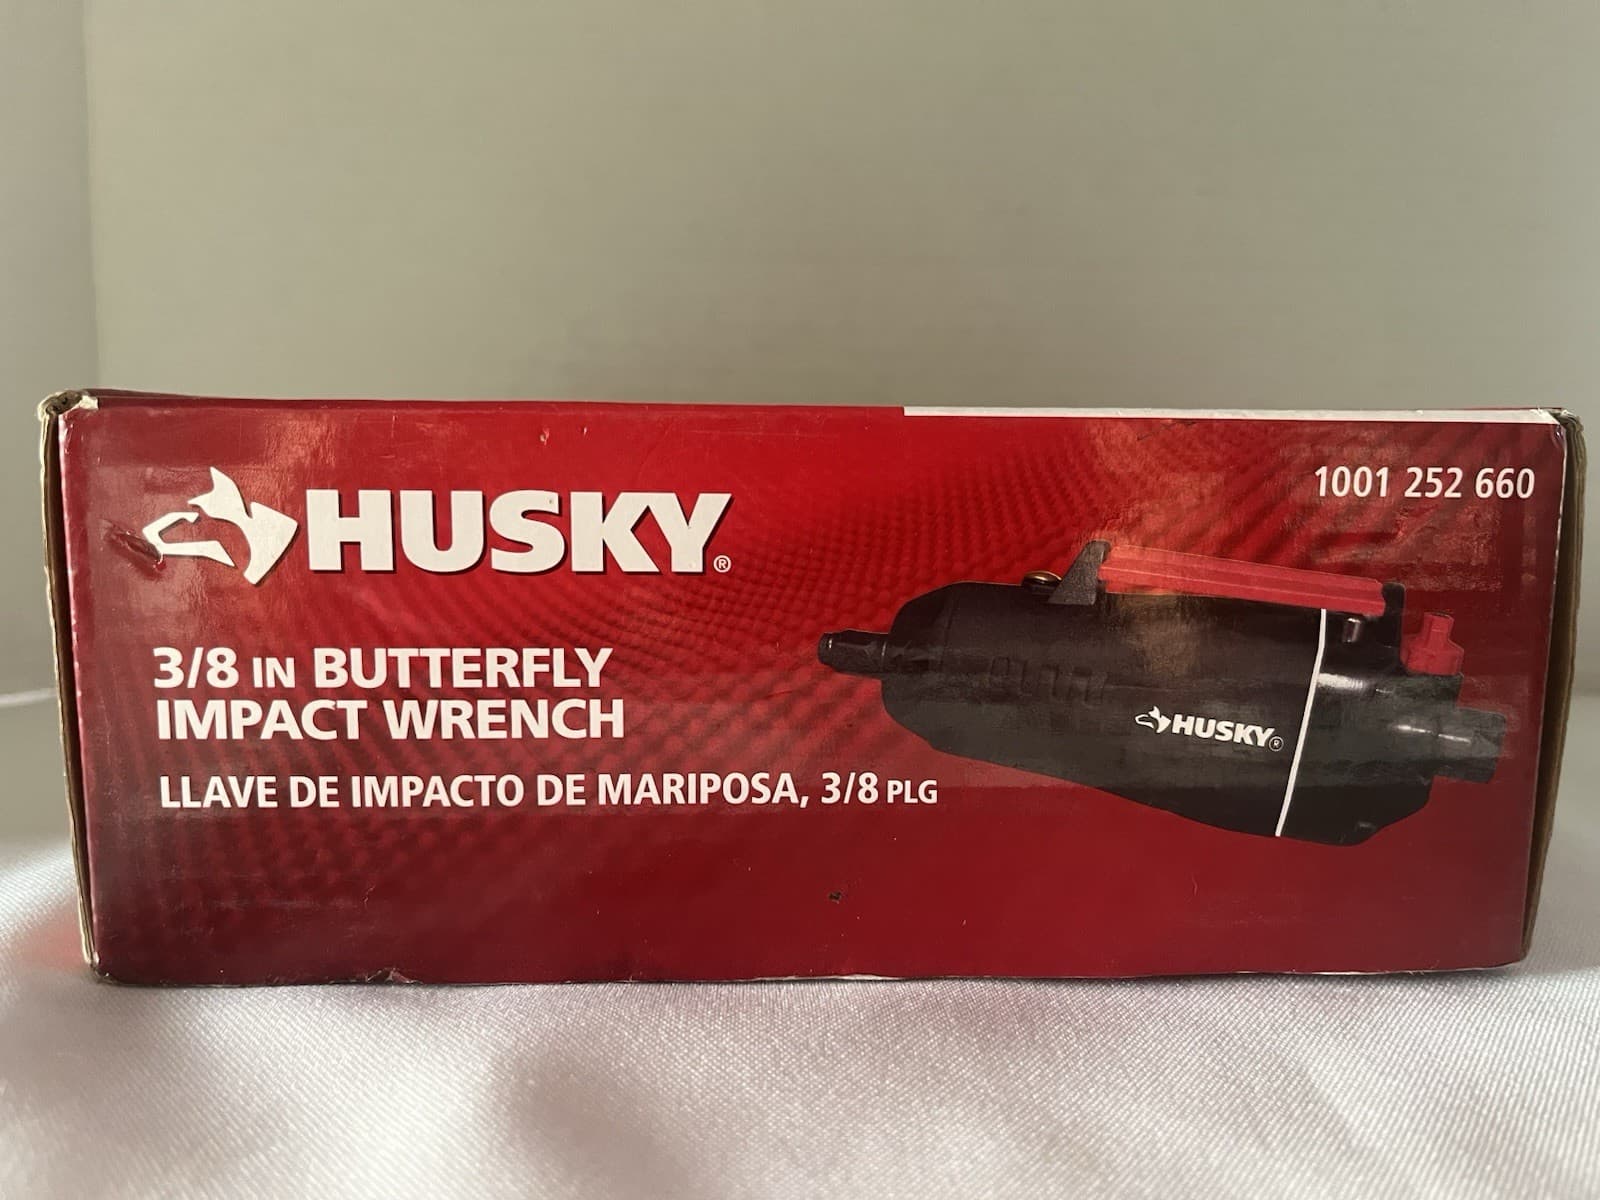 1001 252 660
HUSKY®
3/8 IN BUTTERFLY
IMPACT WRENCH
LLAVE DE IMPACTO DE MARIPOSA, 3/8 PLG
HUSKY®